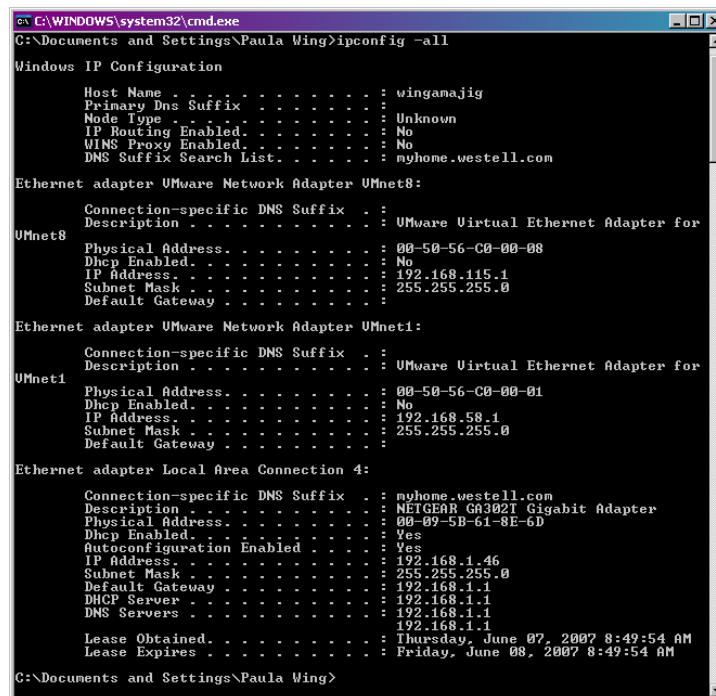 C:\WINDOWS\system32\cmd.exe
C:\Documents and Settings\Paula Wing>ipconfig -all
Windows IP Configuration
Host Name . . . . . . . . . . . . : wingamajig
Primary Dns Suffix  . . . . . . . :
Node Type . . . . . . . . . . . . : Unknown
IP Routing Enabled. . . . . . . . : No
WINS Proxy Enabled. . . . . . . . : No
DNS Suffix Search List. . . . . . : myhome.westell.com
Ethernet adapter VMware Network Adapter VMnet8:
Connection-specific DNS Suffix  . :
Description . . . . . . . . . . . : VMware Virtual Ethernet Adapter for
VMnet8
Physical Address. . . . . . . . . : 00-50-56-C0-00-08
Dhcp Enabled. . . . . . . . . . . : No
IP Address. . . . . . . . . . . . : 192.168.115.1
Subnet Mask . . . . . . . . . . . : 255.255.255.0
Default Gateway . . . . . . . . . :
Ethernet adapter VMware Network Adapter VMnet1:
Connection-specific DNS Suffix  . :
Description . . . . . . . . . . . : VMware Virtual Ethernet Adapter for
VMnet1
Physical Address. . . . . . . . . : 00-50-56-C0-00-01
Dhcp Enabled. . . . . . . . . . . : No
IP Address. . . . . . . . . . . . : 192.168.58.1
Subnet Mask . . . . . . . . . . . : 255.255.255.0
Default Gateway . . . . . . . . . :
Ethernet adapter Local Area Connection 4:
Connection-specific DNS Suffix  . : myhome.westell.com
Description . . . . . . . . . . . : NETGEAR GA302T Gigabit Adapter
Physical Address. . . . . . . . . : 00-09-5B-61-8E-6D
Dhcp Enabled. . . . . . . . . . . : Yes
Autoconfiguration Enabled . . . . : Yes
IP Address. . . . . . . . . . . . : 192.168.1.46
Subnet Mask . . . . . . . . . . . : 255.255.255.0
Default Gateway . . . . . . . . . : 192.168.1.1
DHCP Server . . . . . . . . . . . : 192.168.1.1
DNS Servers . . . . . . . . . . . : 192.168.1.1
192.168.1.1
Lease Obtained. . . . . . . . . . : Thursday, June 07, 2007 8:49:54 AM
Lease Expires . . . . . . . . . . : Friday, June 08, 2007 8:49:54 AM
C:\Documents and Settings\Paula Wing>